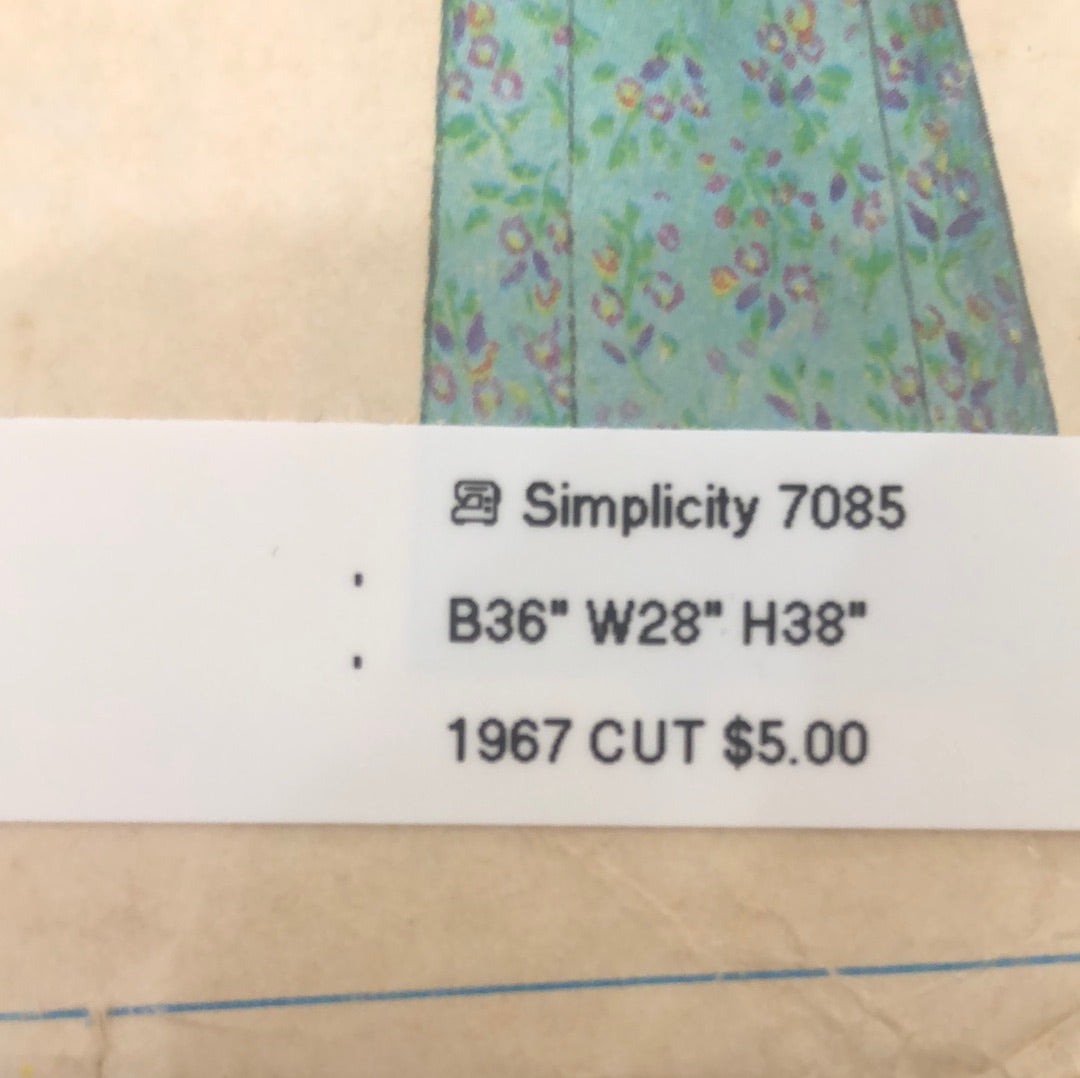 Simplicity 7085
B36" W28" H38"
1967 CUT $5.00